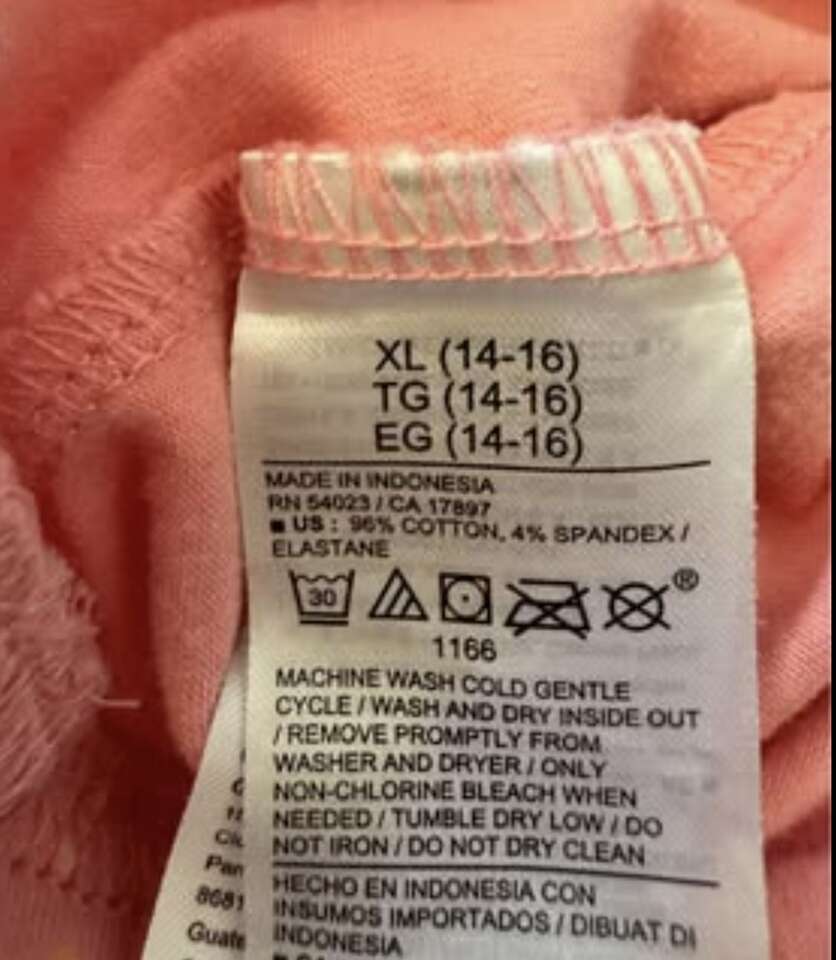 XL (14-16)
TG (14-16)
EG (14-16)
MADE IN INDONESIA
RN 54023 / CA 17897
■ US : 96% COTTON, 4% SPANDEX /
ELASTANE
30
®
1166
MACHINE WASH COLD GENTLE
CYCLE / WASH AND DRY INSIDE OUT
/ REMOVE PROMPTLY FROM
WASHER AND DRYER / ONLY
NON-CHLORINE BLEACH WHEN
NEEDED / TUMBLE DRY LOW / DO
NOT IRON / DO NOT DRY CLEAN
HECHO EN INDONESIA CON
INSUMOS IMPORTADOS / DIBUAT DI
INDONESIA
Pan
8681
Guate